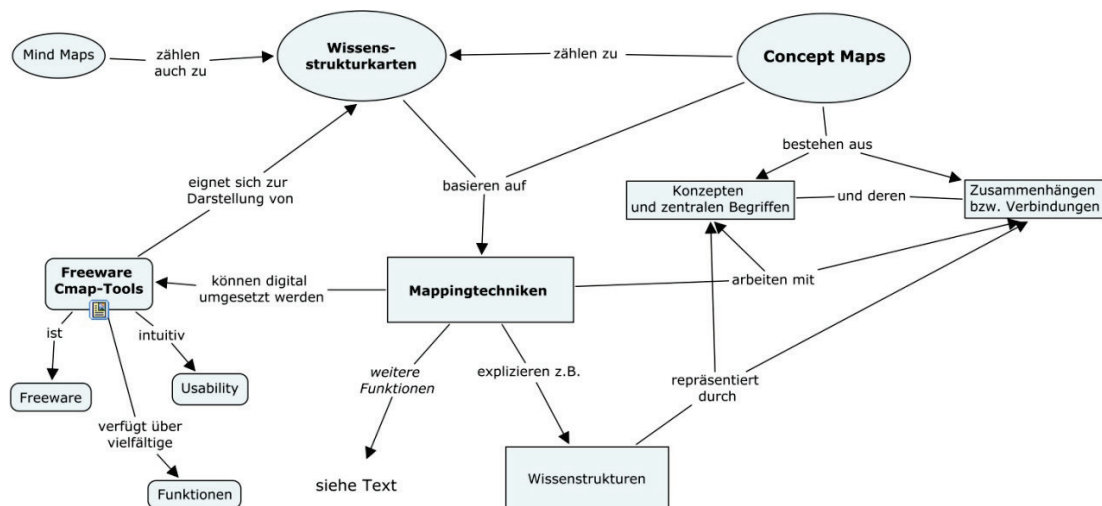 Mind Maps
zählen
auch zu
Wissens-
strukturkarten
zählen zu
Concept Maps
bestehen aus
eignet sich zur
Darstellung von
basieren auf
Konzepten
und zentralen Begriffen
und deren
Zusammenhängen
bzw. Verbindungen
Freeware
Cmap-Tools
können digital
umgesetzt werden
Mappingtechniken
arbeiten mit
ist
intuitiv
weitere
Funktionen
explizieren z.B.
repräsentiert
durch
Freeware
Usability
verfügt über
vielfältige
siehe Text
Wissenstrukturen
Funktionen